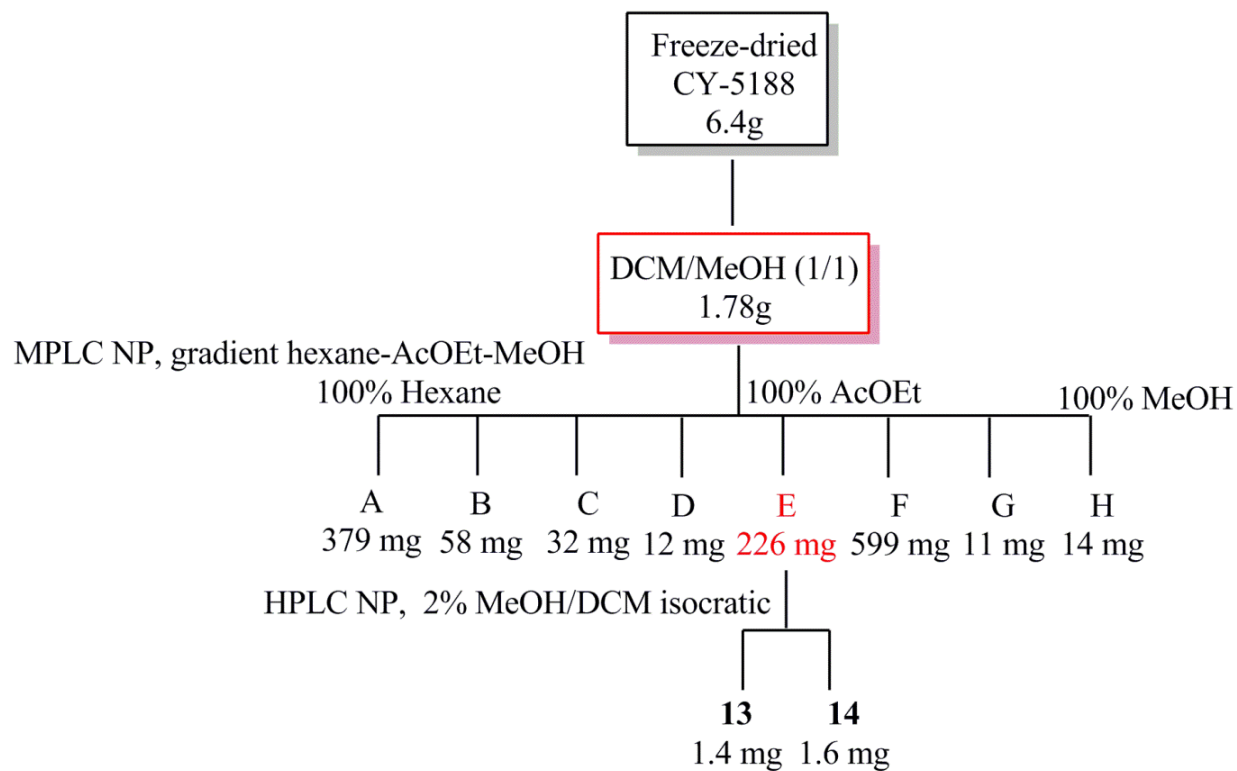 Freeze-dried
CY-5188
6.4g
DCM/MeOH (1/1)
1.78g
MPLC NP, gradient hexane-AcOEt-MeOH
100% Hexane 100% AcOEt 100% MeOH
A B C D E F G H
379 mg 58 mg 32 mg 12 mg 226 mg 599 mg 11 mg 14 mg
HPLC NP, 2% MeOH/DCM isocratic
13 14
1.4 mg 1.6 mg